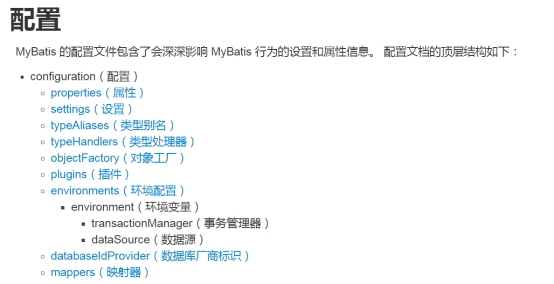 配置
MyBatis 的配置文件包含了会深深影响 MyBatis 行为的设置和属性信息。 配置文档的顶层结构如下：
configuration（配置）
properties（属性）
settings（设置）
typeAliases（类型别名）
typeHandlers（类型处理器）
objectFactory（对象工厂）
plugins（插件）
environments（环境配置）
environment（环境变量）
transactionManager（事务管理器）
dataSource（数据源）
databaseIdProvider（数据库厂商标识）
mappers（映射器）